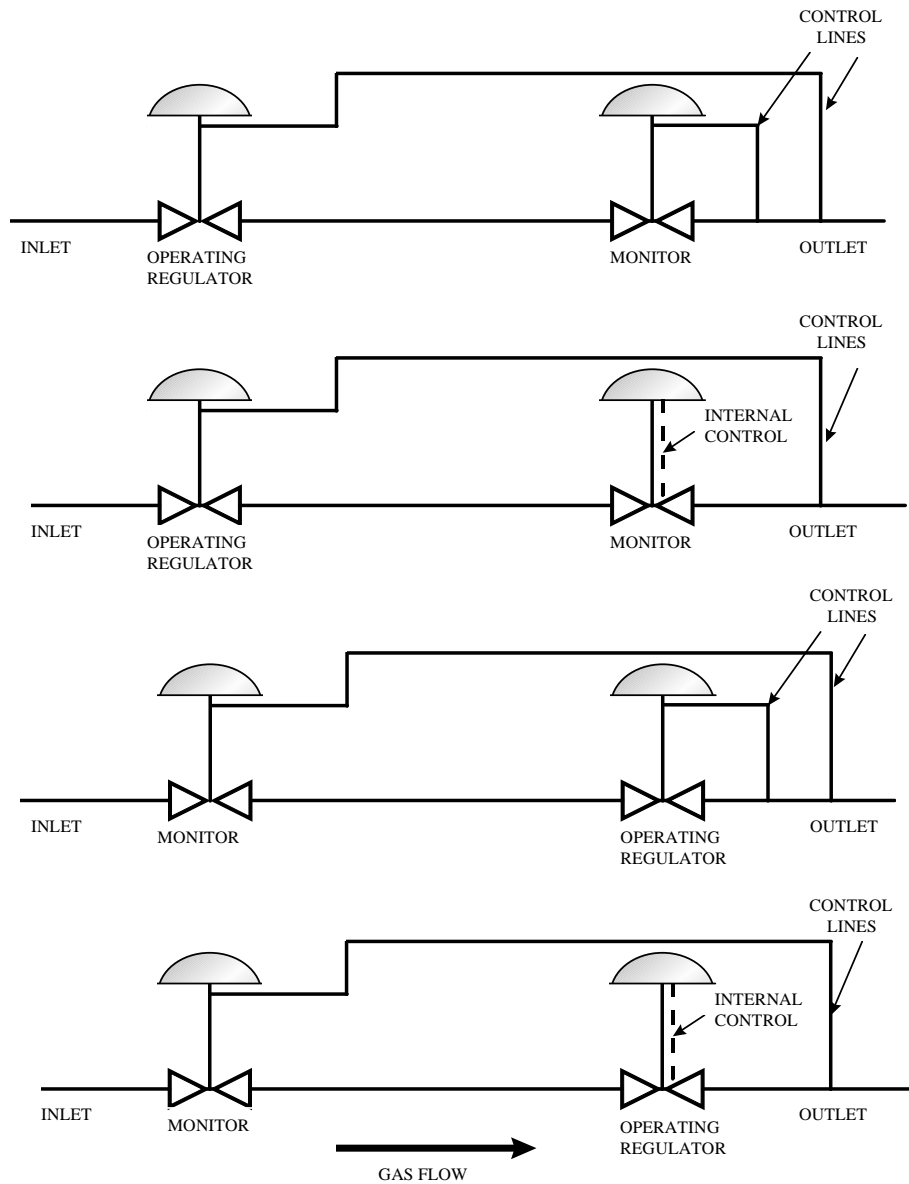 CONTROL
LINES
INLET
OPERATING
REGULATOR
MONITOR
OUTLET
CONTROL
LINES
INTERNAL
CONTROL
INLET
OPERATING
REGULATOR
MONITOR
OUTLET
CONTROL
LINES
INLET
MONITOR
OPERATING
REGULATOR
OUTLET
CONTROL
LINES
INTERNAL
CONTROL
INLET
MONITOR
OPERATING
REGULATOR
OUTLET
GAS FLOW